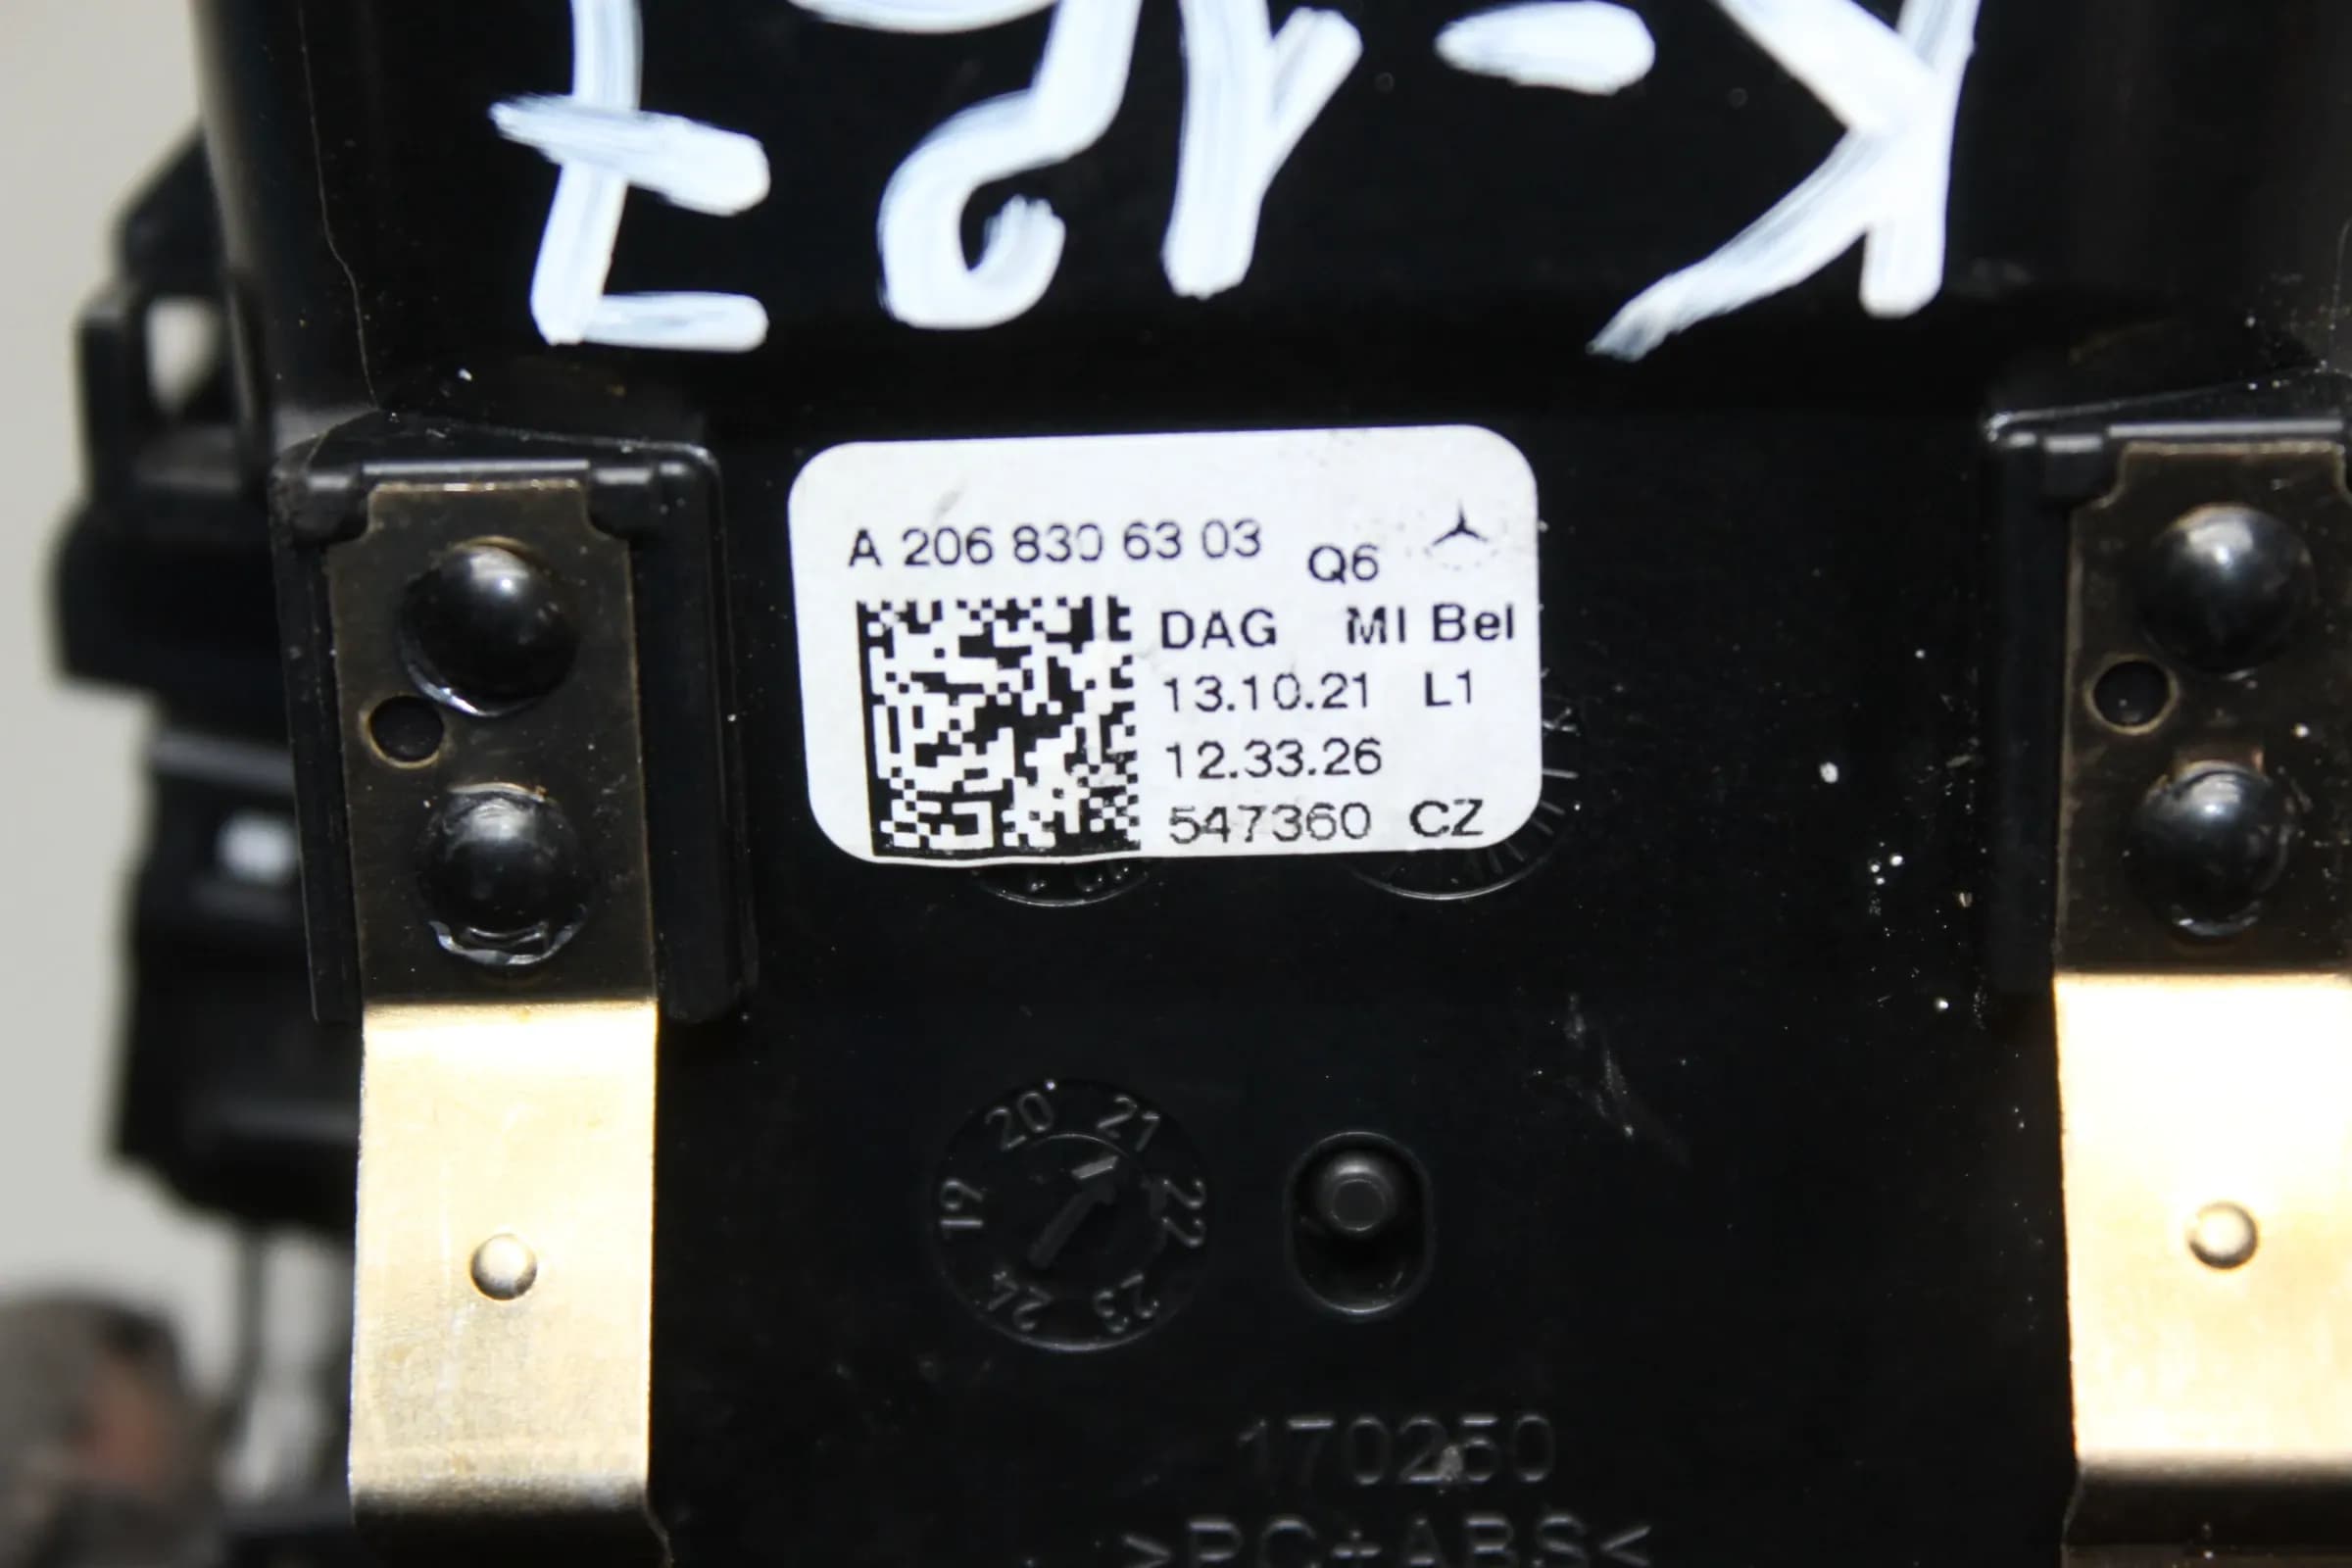 K-197
A 206 830 63 03 Q6
DAG MI Bel
13.10.21 L1
12.33.26
547360 CZ
20 21
19 22
24 23
170250
>PC+ABS<